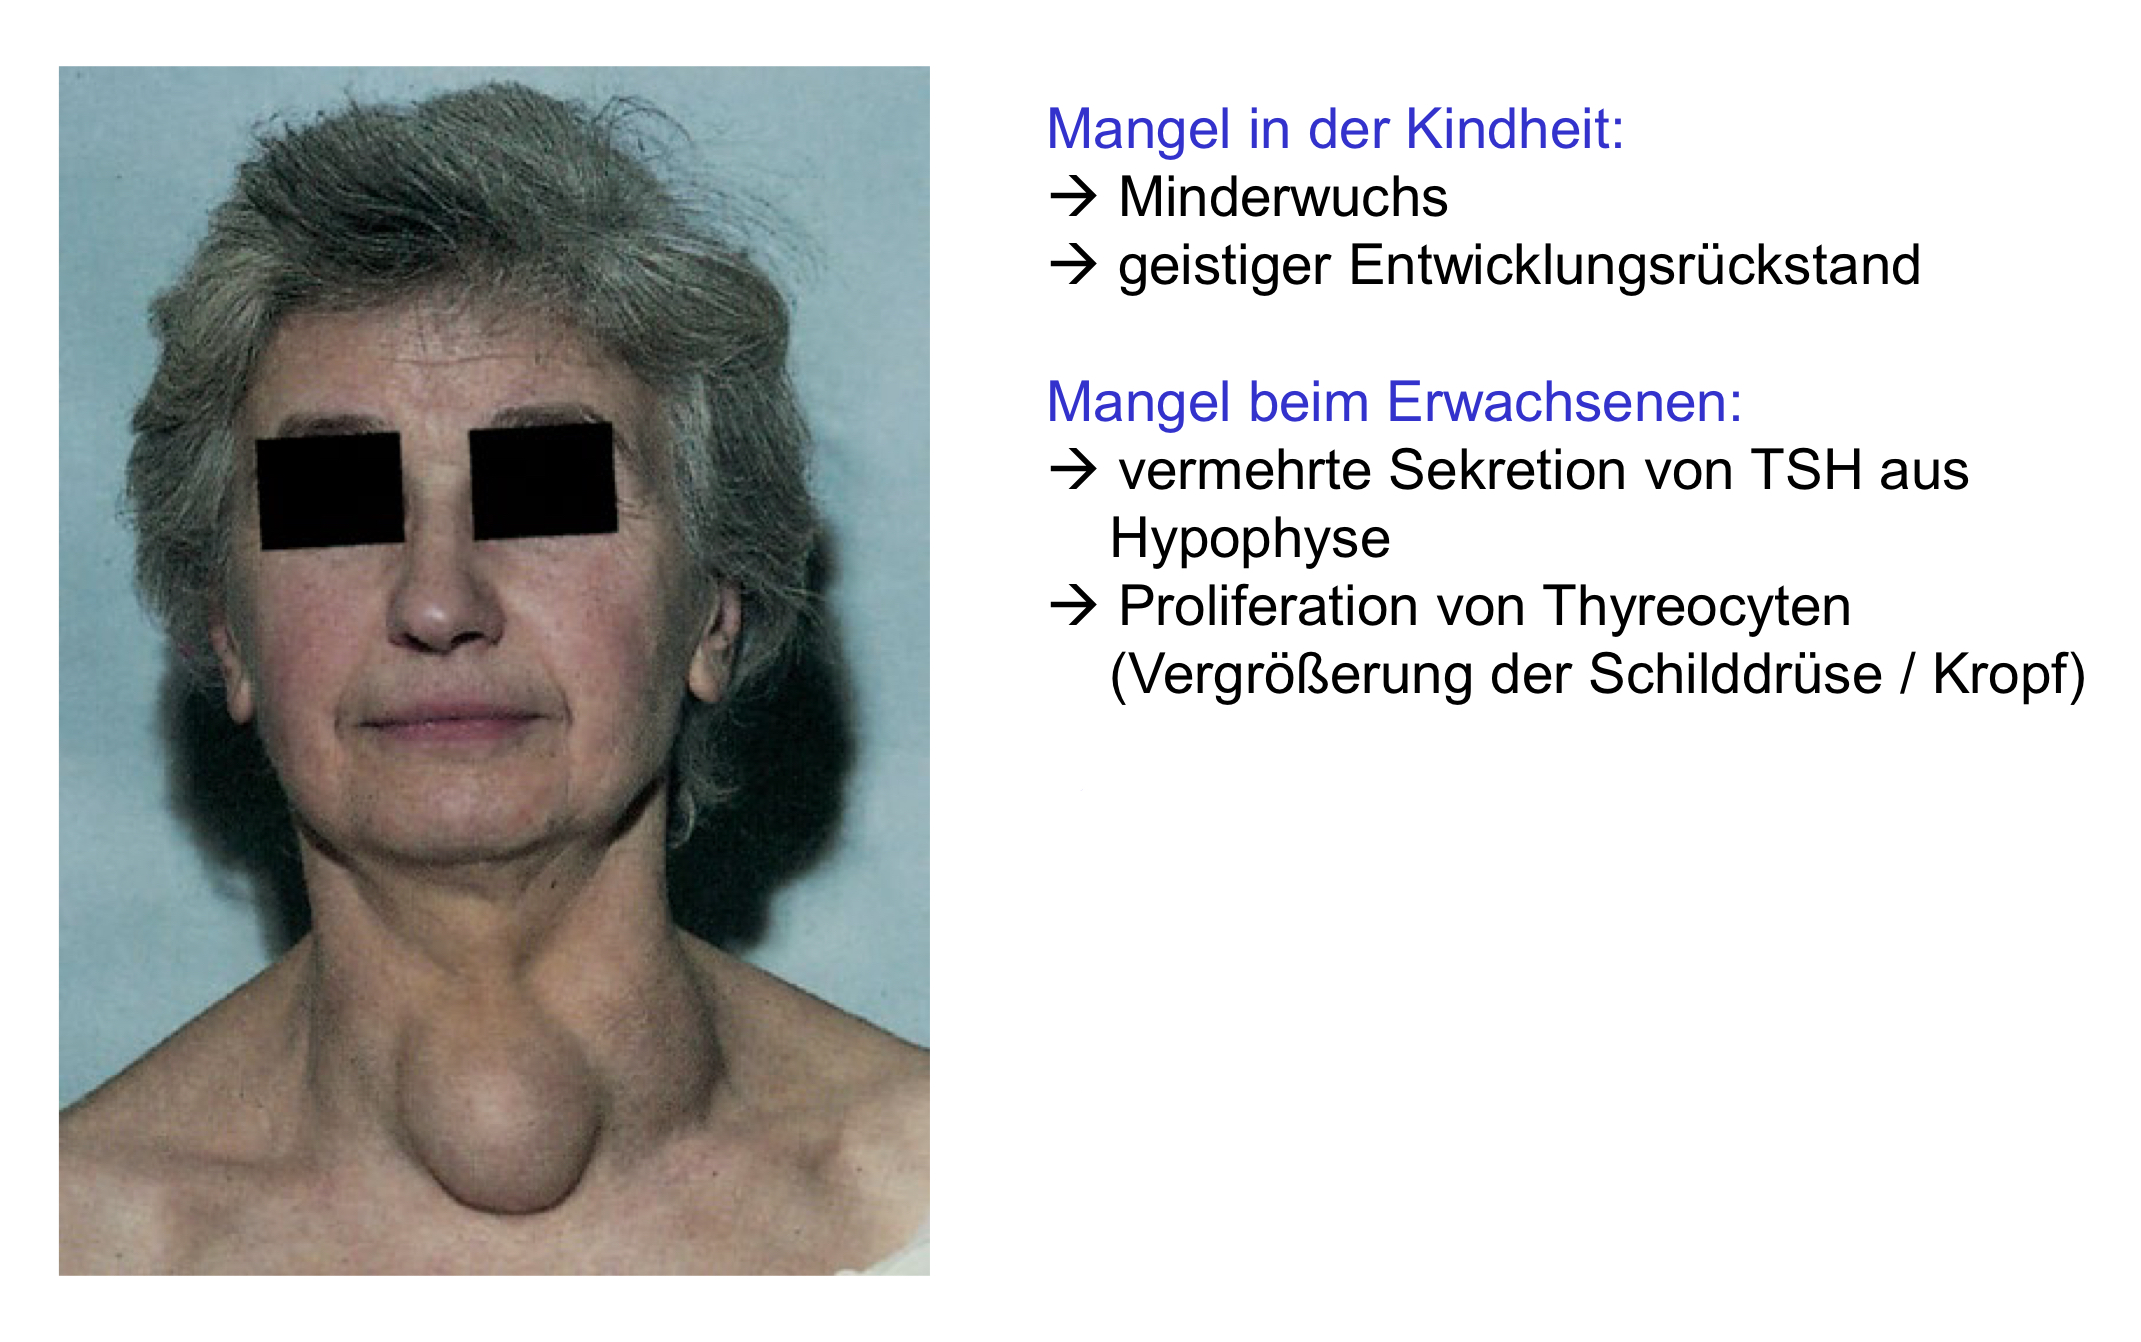 Mangel in der Kindheit:
→ Minderwuchs
→ geistiger Entwicklungsrückstand
Mangel beim Erwachsenen:
→ vermehrte Sekretion von TSH aus
Hypophyse
→ Proliferation von Thyreocyten
(Vergrößerung der Schilddrüse / Kropf)